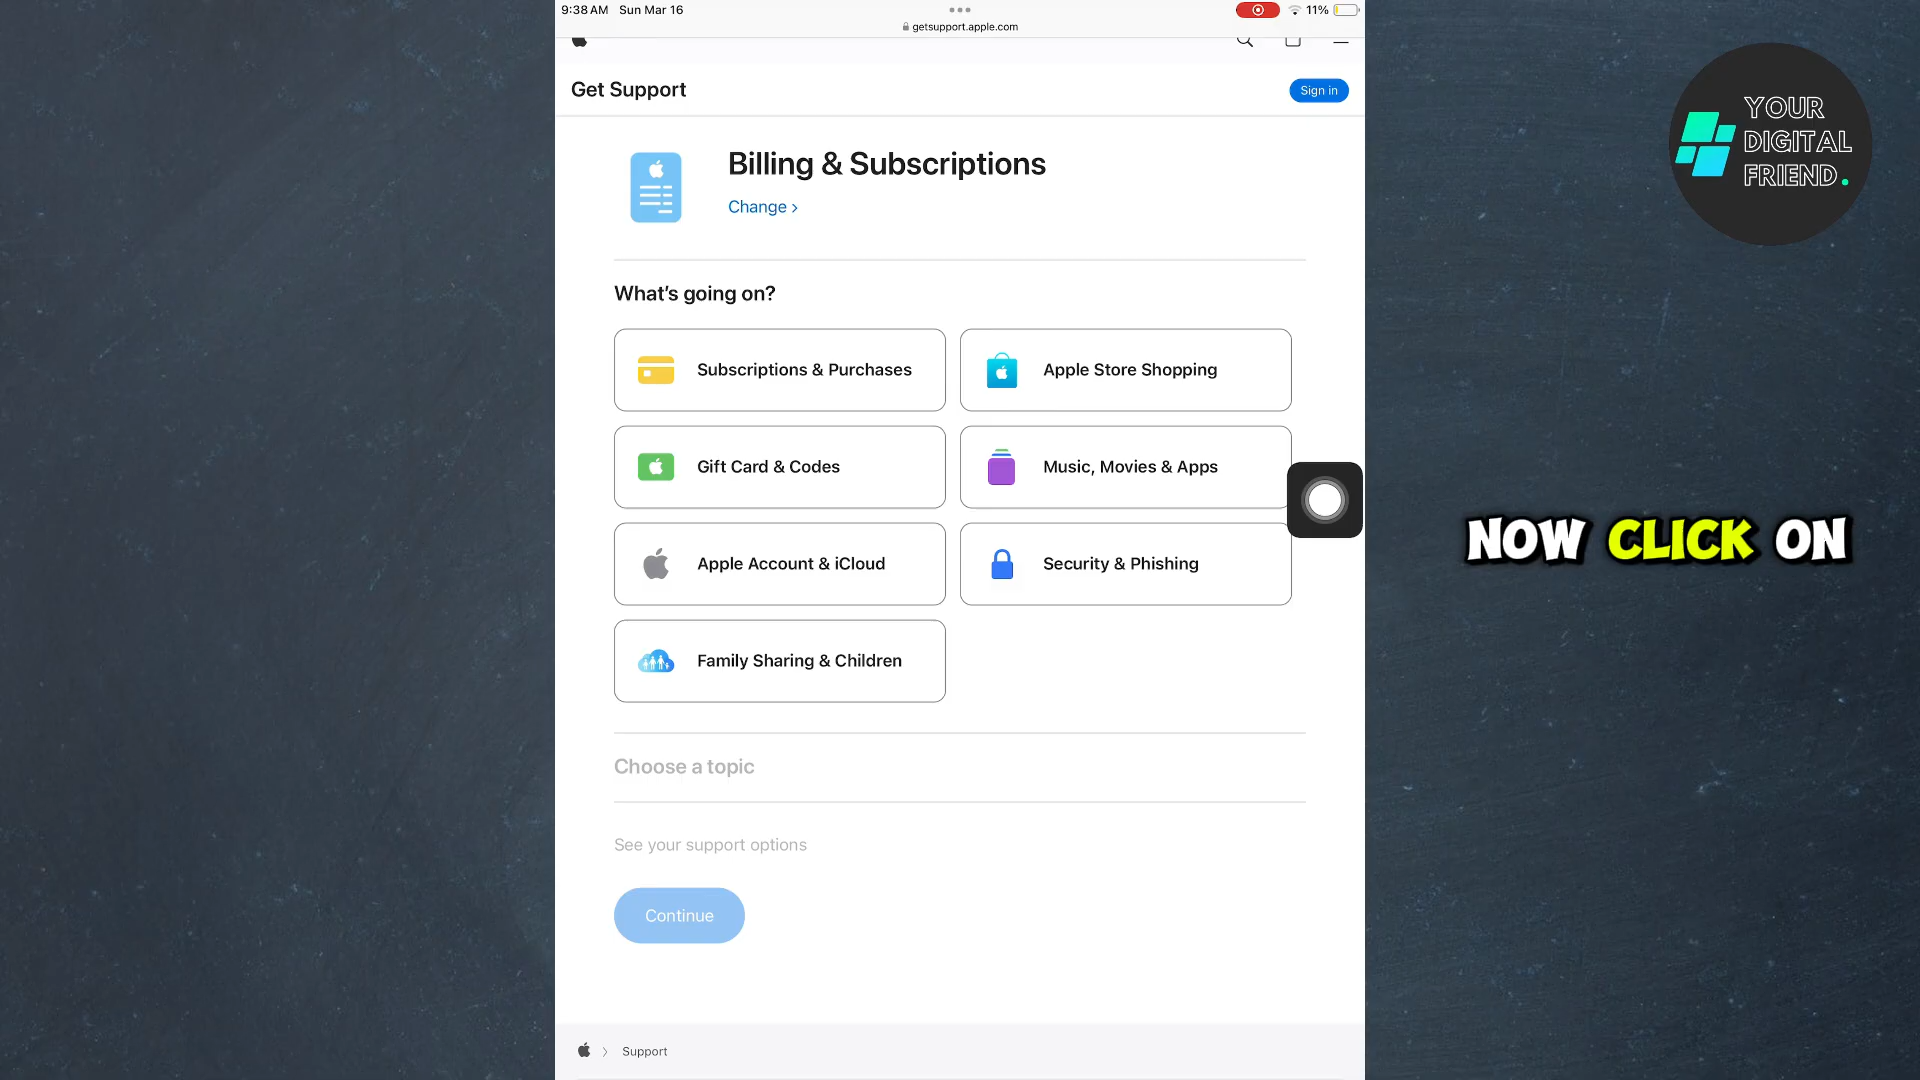 9:38 AM Sun Mar 16
11%
getsupport.apple.com
Get Support
Sign in
Billing & Subscriptions
Change >
What's going on?
Subscriptions & Purchases
Apple Store Shopping
Gift Card & Codes
Music, Movies & Apps
Apple Account & iCloud
Security & Phishing
Family Sharing & Children
Choose a topic
See your support options
Continue
Support
YOUR
DIGITAL
FRIEND.
NOW CLICK ON